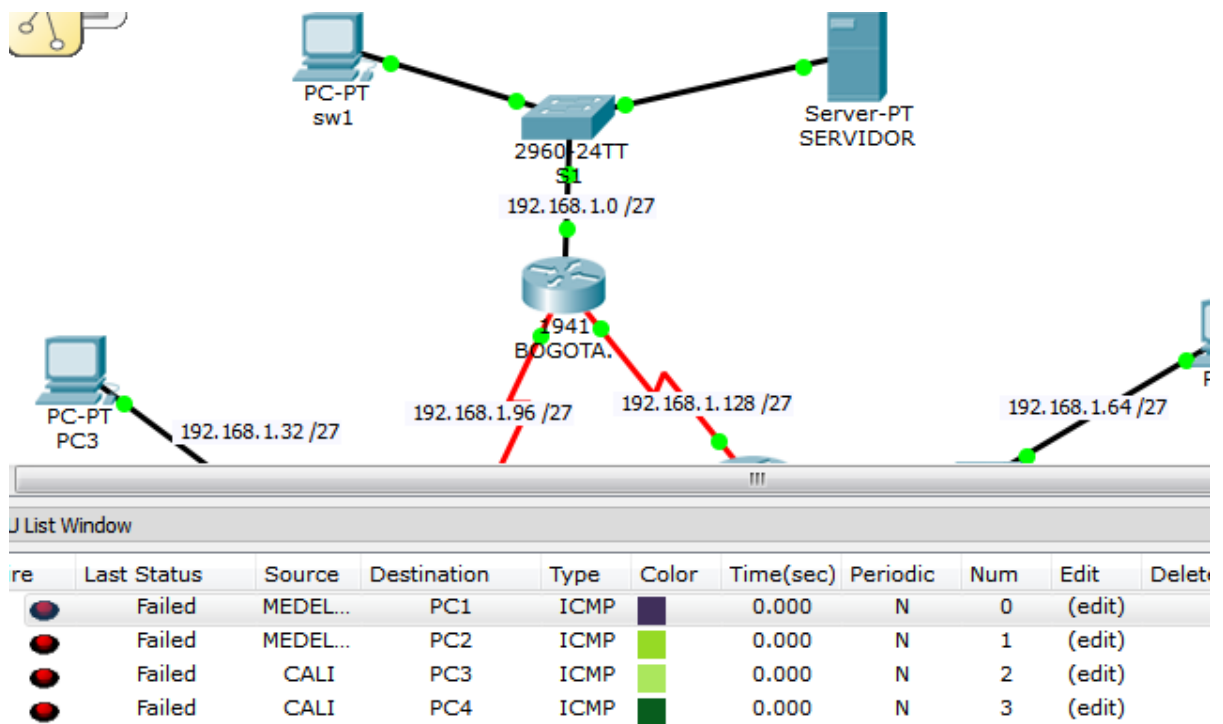 PC-PT
sw1
Server-PT
SERVIDOR
2960-24TT
S1
192.168.1.0 /27
1941
BOGOTA.
PC-PT
PC3
192.168.1.32 /27
192.168.1.96 /27
192.168.1.128 /27
192.168.1.64 /27
P
J List Window
re Last Status Source Destination Type Color Time(sec) Periodic Num Edit Delete
Failed MEDEL... PC1 ICMP 0.000 N 0 (edit)
Failed MEDEL... PC2 ICMP 0.000 N 1 (edit)
Failed CALI PC3 ICMP 0.000 N 2 (edit)
Failed CALI PC4 ICMP 0.000 N 3 (edit)